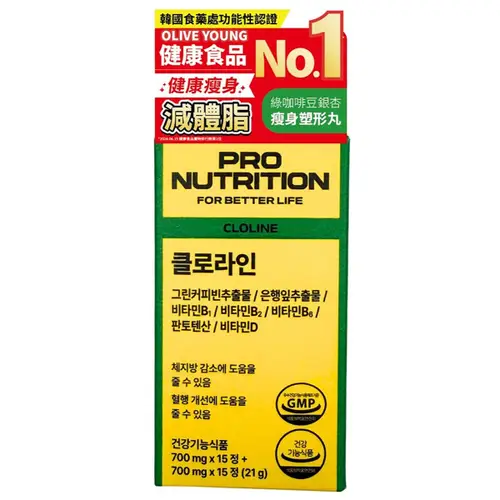 韓國食藥處功能性認證
OLIVE YOUNG
健康食品
No.1
健康瘦身
減體脂
綠咖啡豆銀杏
瘦身塑形丸
PRO
NUTRITION
FOR BETTER LIFE
CLOLINE
클로라인
그린커피빈추출물 / 은행잎추출물 /
비타민B₁ / 비타민B₂ / 비타민B₆ /
판토텐산 / 비타민D
체지방 감소에 도움을
줄 수 있음
혈행 개선에 도움을
줄 수 있음
GMP
건강기능식품
700 mg x 15 정 +
700 mg x 15 정 (21 g)
건강
기능식품